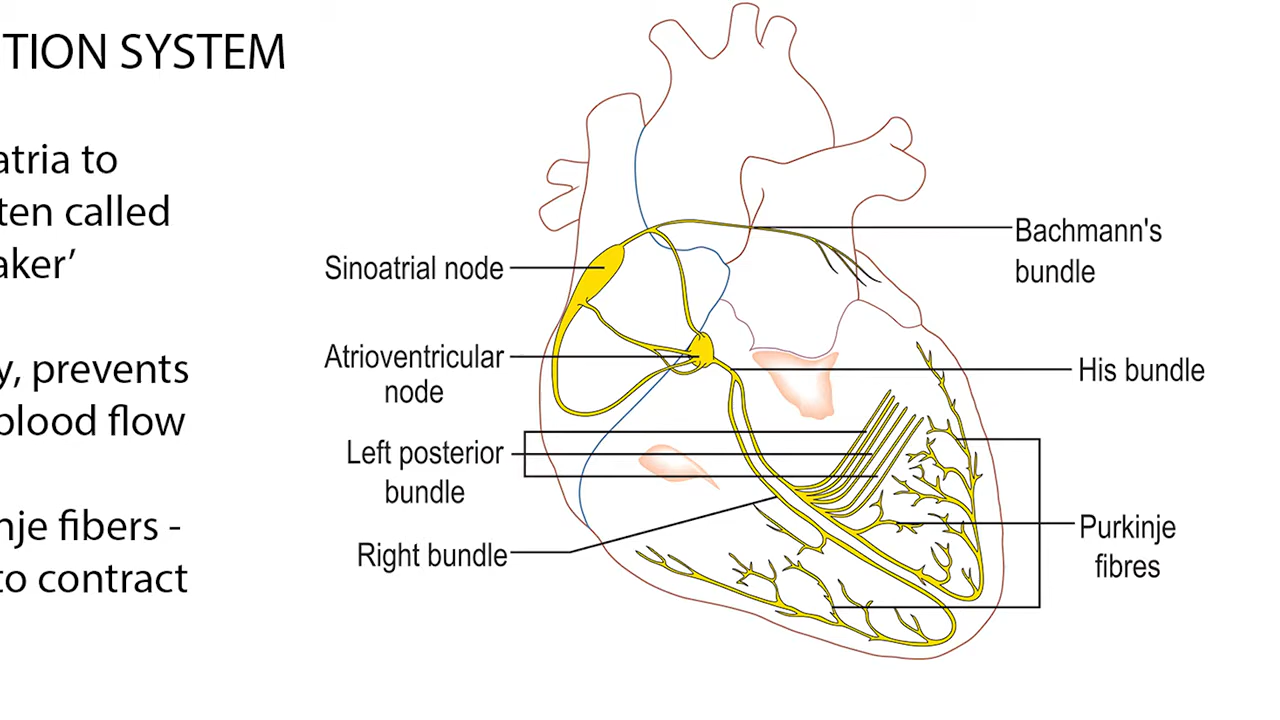 TION SYSTEM
atria to
ten called
aker’
y, prevents
blood flow
nje fibers -
to contract
Sinoatrial node
Atrioventricular
node
Left posterior
bundle
Right bundle
Bachmann's
bundle
His bundle
Purkinje
fibres